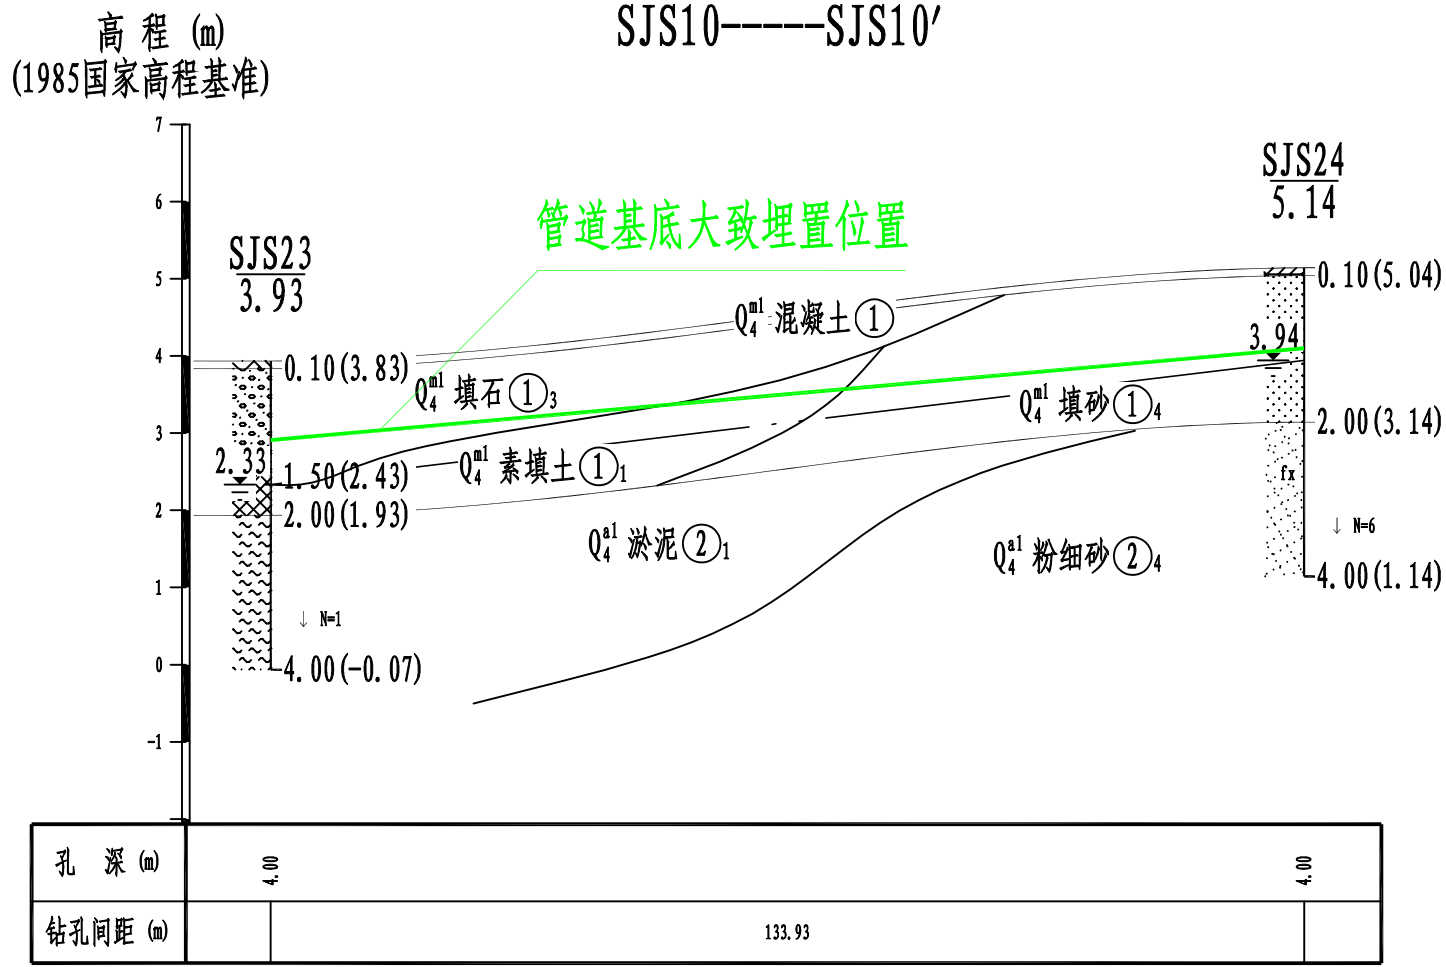 SJS10-----SJS10′
高 程 (m)
(1985国家高程基准)
7
6
5
4
3
2
1
0
-1
SJS23
3.93
SJS24
5.14
管道基底大致埋置位置
0.10(3.83)
2.33
1.50(2.43)
2.00(1.93)
N=1
4.00(-0.07)
Q4ml 混凝土①
Q4ml 填石①3
Q4ml 素填土①1
Q4ml 填砂①4
Q4al 淤泥②1
Q4al 粉细砂②4
0.10(5.04)
3.94
2.00(3.14)
fx
↓ N=6
4.00(1.14)
孔 深 (m)
4.00
4.00
钻孔间距 (m)
133.93